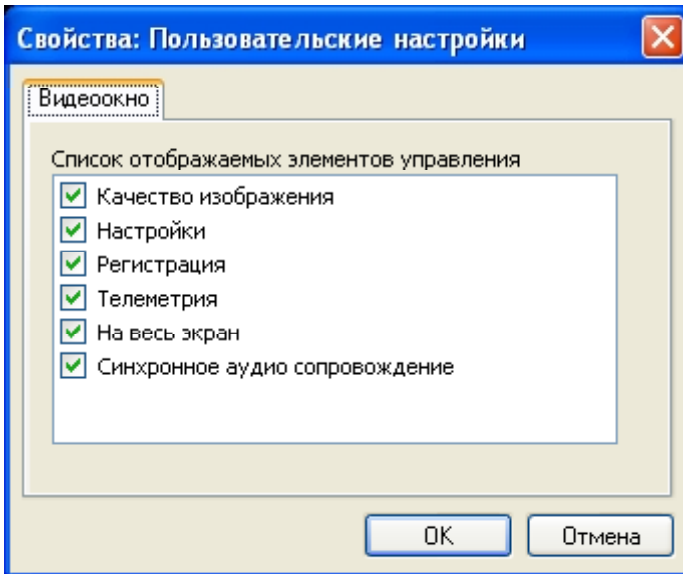 Свойства: Пользовательские настройки
Видеоокно
Список отображаемых элементов управления
Качество изображения
Настройки
Регистрация
Телеметрия
На весь экран
Синхронное аудио сопровождение
OK Отмена